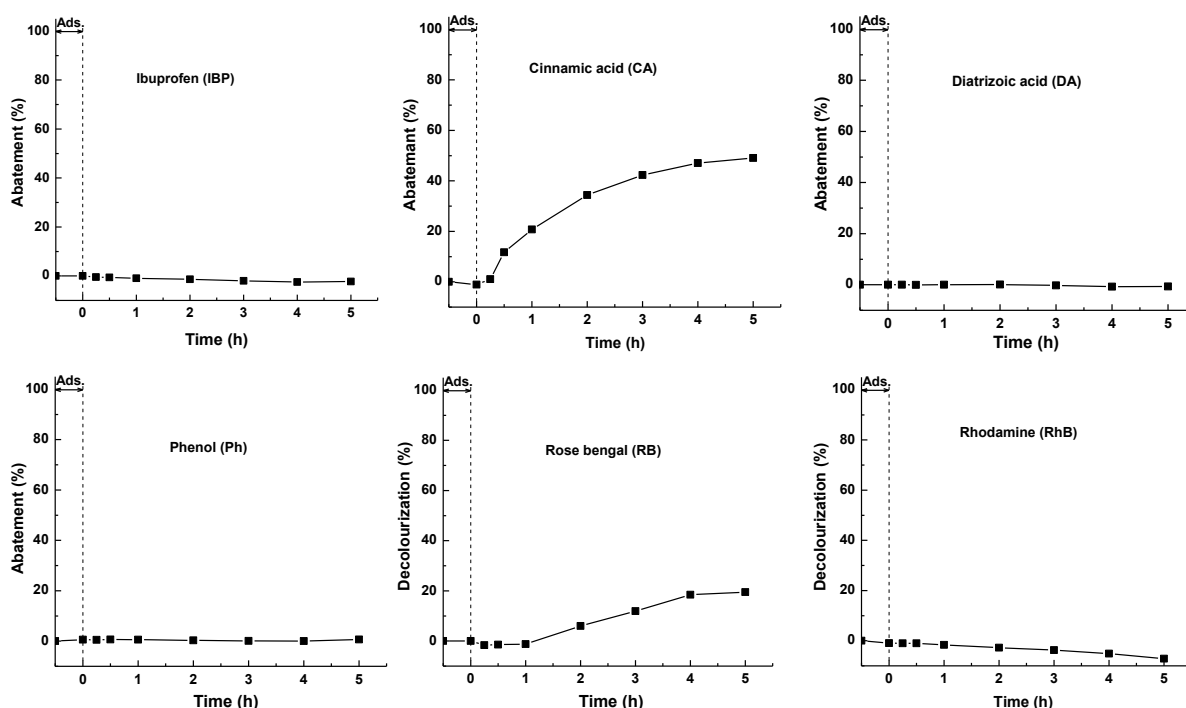 Ads.
100
80
60
40
20
0
Abatement (%)
Ibuprofen (IBP)
0 1 2 3 4 5
Time (h)
Ads.
100
80
60
40
20
0
Abatemant (%)
Cinnamic acid (CA)
0 1 2 3 4 5
Time (h)
Ads.
100
80
60
40
20
0
Abatement (%)
Diatrizoic acid (DA)
0 1 2 3 4 5
Time (h)
Ads.
100
80
60
40
20
0
Abatement (%)
Phenol (Ph)
0 1 2 3 4 5
Time (h)
Ads.
100
80
60
40
20
0
Decolourization (%)
Rose bengal (RB)
0 1 2 3 4 5
Time (h)
Ads.
100
80
60
40
20
0
Decolourization (%)
Rhodamine (RhB)
0 1 2 3 4 5
Time (h)